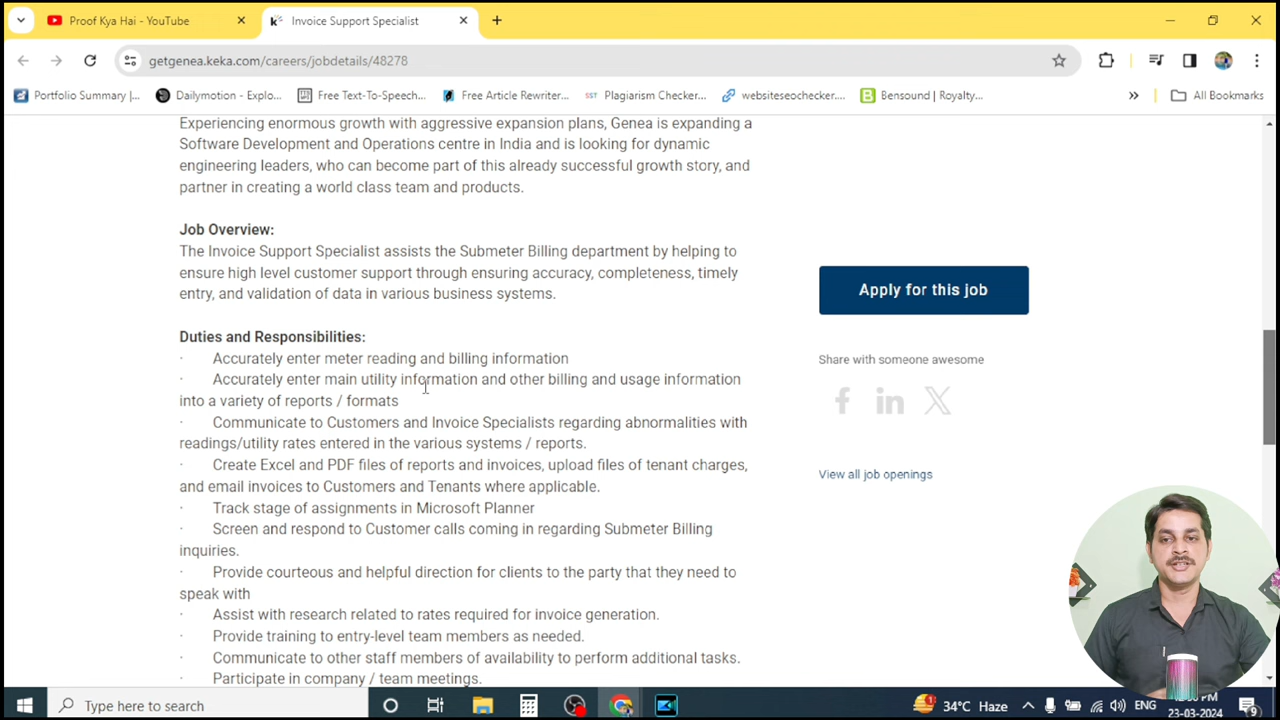 Proof Kya Hai - YouTube
Invoice Support Specialist
getgenea.keka.com/careers/jobdetails/48278
Portfolio Summary |...
Dailymotion - Explo...
Free Text-To-Speech...
Free Article Rewriter...
SST
Plagiarism Checker...
websiteseochecker....
Bensound | Royalty...
All Bookmarks
Experiencing enormous growth with aggressive expansion plans, Genea is expanding a
Software Development and Operations centre in India and is looking for dynamic
engineering leaders, who can become part of this already successful growth story, and
partner in creating a world class team and products.
Job Overview:
The Invoice Support Specialist assists the Submeter Billing department by helping to
ensure high level customer support through ensuring accuracy, completeness, timely
entry, and validation of data in various business systems.
Duties and Responsibilities:
· Accurately enter meter reading and billing information
· Accurately enter main utility information and other billing and usage information
into a variety of reports / formats
· Communicate to Customers and Invoice Specialists regarding abnormalities with
readings/utility rates entered in the various systems / reports.
· Create Excel and PDF files of reports and invoices, upload files of tenant charges,
and email invoices to Customers and Tenants where applicable.
· Track stage of assignments in Microsoft Planner
· Screen and respond to Customer calls coming in regarding Submeter Billing
inquiries.
· Provide courteous and helpful direction for clients to the party that they need to
speak with
· Assist with research related to rates required for invoice generation.
· Provide training to entry-level team members as needed.
· Communicate to other staff members of availability to perform additional tasks.
· Participate in company / team meetings.
Apply for this job
Share with someone awesome
View all job openings
Type here to search
34°C Haze
ENG
23-03-2024